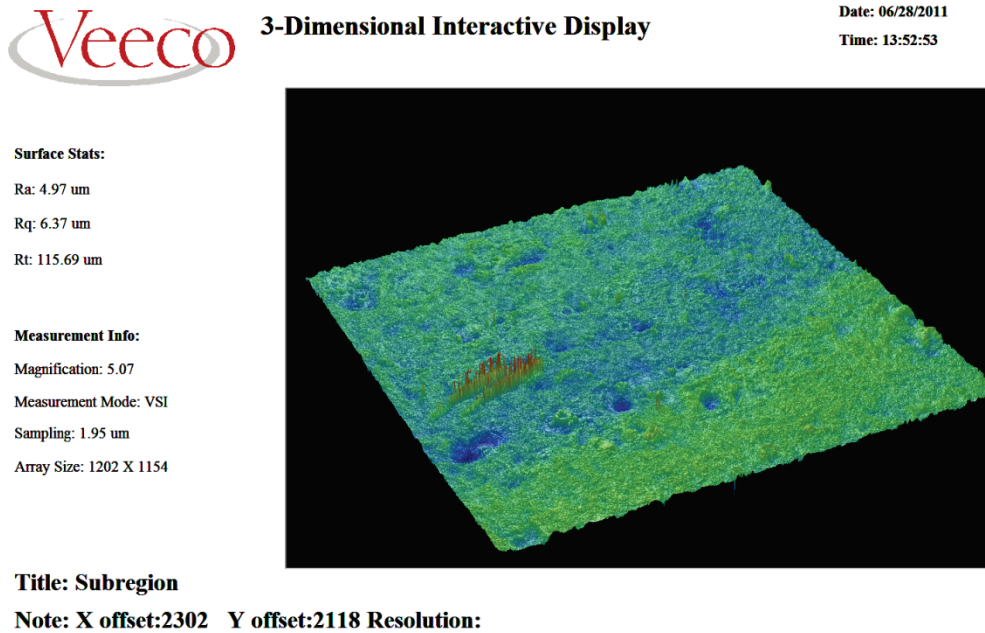 Veeco
3-Dimensional Interactive Display
Date: 06/28/2011
Time: 13:52:53
Surface Stats:
Ra: 4.97 um
Rq: 6.37 um
Rt: 115.69 um
Measurement Info:
Magnification: 5.07
Measurement Mode: VSI
Sampling: 1.95 um
Array Size: 1202 X 1154
Title: Subregion
Note: X offset:2302 Y offset:2118 Resolution: